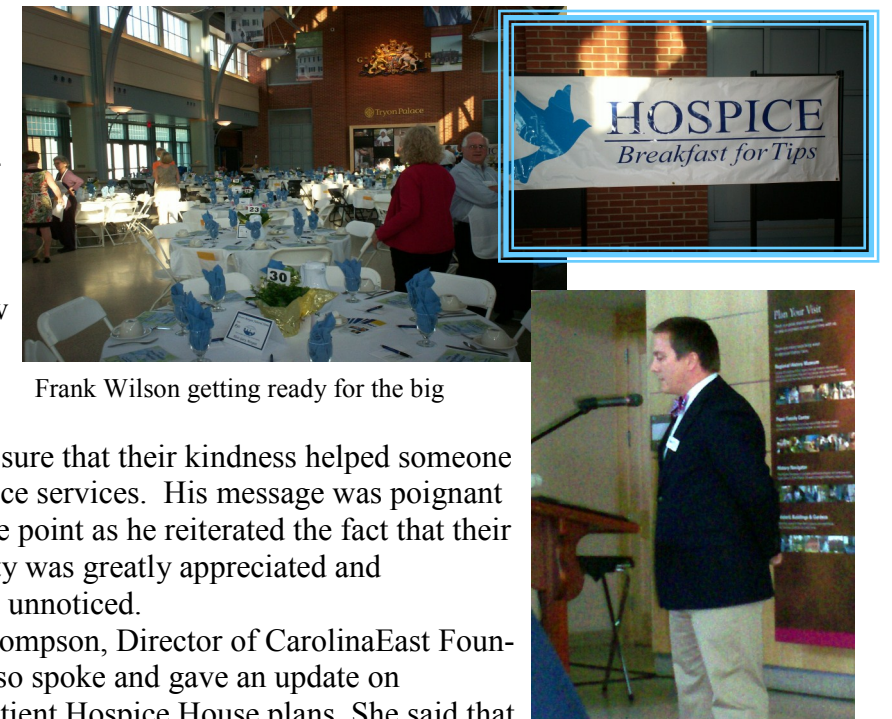 Tryon Palace
HOSPICE
Breakfast for Tips
23
30
Plan Your Visit
Frank Wilson getting ready for the big
sure that their kindness helped someone
ce services. His message was poignant
e point as he reiterated the fact that their
ty was greatly appreciated and
unnoticed.
ompson, Director of CarolinaEast Foun-
so spoke and gave an update on
tient Hospice House plans. She said that